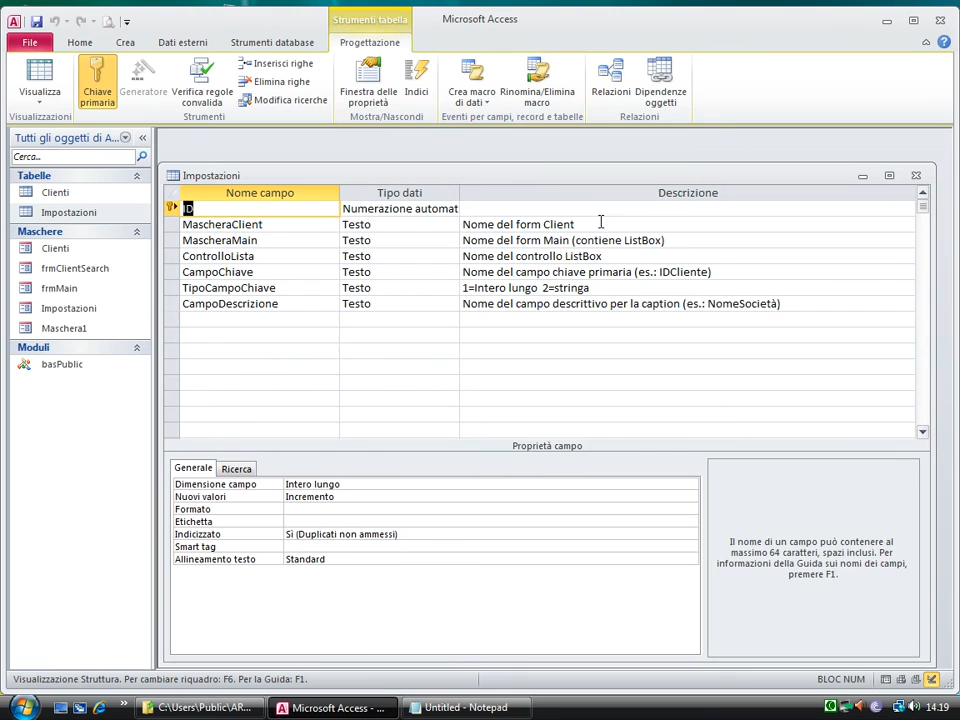 Strumenti tabella
Microsoft Access
File
Home
Crea
Dati esterni
Strumenti database
Progettazione
Visualizza
Chiave primaria
Generatore
Verifica regole convalida
Inserisci righe
Elimina righe
Modifica ricerche
Finestra delle proprietà
Indici
Crea macro di dati
Rinomina/Elimina macro
Relazioni
Dipendenze oggetti
Visualizzazioni
Strumenti
Mostra/Nascondi
Eventi per campi, record e tabelle
Relazioni
Tutti gli oggetti di A...
Cerca...
Tabelle
Clienti
Impostazioni
Maschere
Clienti
frmClientSearch
frmMain
Impostazioni
Maschera1
Moduli
basPublic
Impostazioni
Nome campo Tipo dati Descrizione
ID Numerazione automat
MascheraClient Testo Nome del form Client
MascheraMain Testo Nome del form Main (contiene ListBox)
ControlloLista Testo Nome del controllo ListBox
CampoChiave Testo Nome del campo chiave primaria (es.: IDCliente)
TipoCampoChiave Testo 1=Intero lungo 2=stringa
CampoDescrizione Testo Nome del campo descrittivo per la caption (es.: NomeSocietà)
Proprietà campo
Generale Ricerca
Dimensione campo Intero lungo
Nuovi valori Incremento
Formato
Etichetta
Indicizzato Sì (Duplicati non ammessi)
Smart tag
Allineamento testo Standard
Il nome di un campo può contenere al
massimo 64 caratteri, spazi inclusi. Per
informazioni della Guida sui nomi dei campi,
premere F1.
Visualizzazione Struttura. Per cambiare riquadro: F6. Per la Guida: F1.
BLOC NUM
C:\Users\Public\AR...
Microsoft Access - ...
Untitled - Notepad
14.19